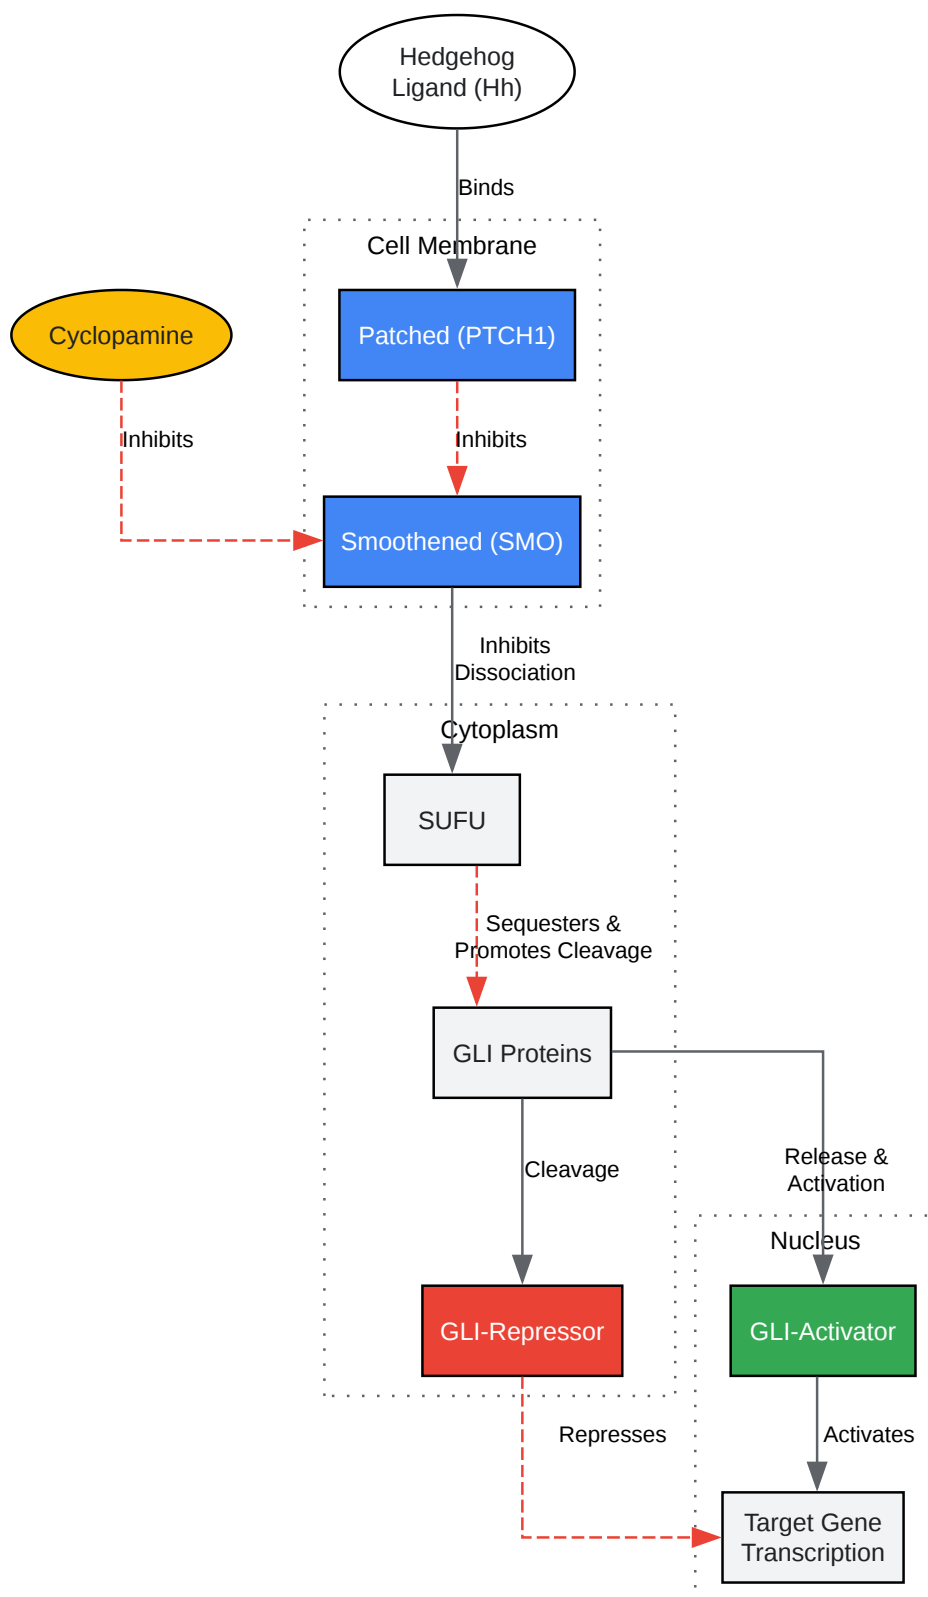 Hedgehog
Ligand (Hh)
Binds
Cell Membrane
Cyclopamine
Patched (PTCH1)
Inhibits
Inhibits
Smoothened (SMO)
Inhibits
Dissociation
Cytoplasm
SUFU
Sequesters &
Promotes Cleavage
GLI Proteins
Cleavage
Release &
Activation
Nucleus
GLI-Repressor
GLI-Activator
Represses
Activates
Target Gene
Transcription